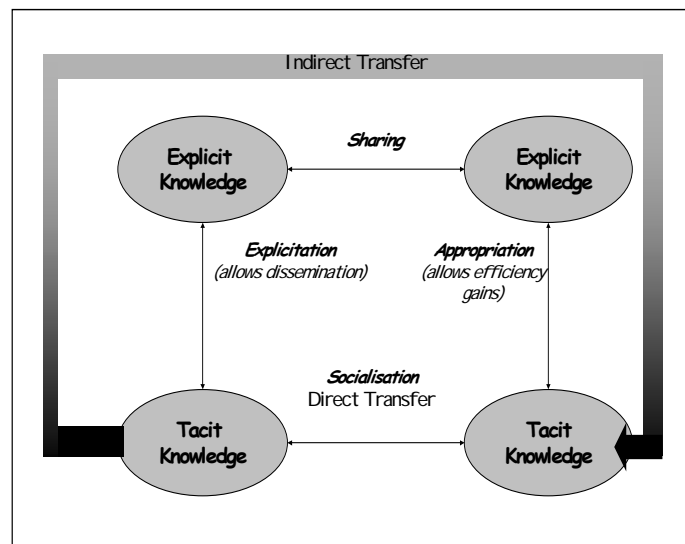 Indirect Transfer
Sharing
Explicit
Knowledge
Explicit
Knowledge
Explicitation
(allows dissemination)
Appropriation
(allows efficiency
gains)
Socialisation
Direct Transfer
Tacit
Knowledge
Tacit
Knowledge